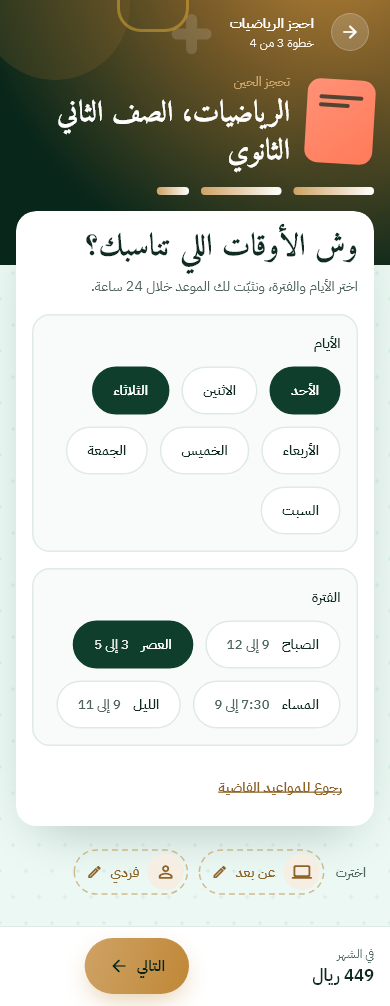 احجز الرياضيات
خطوة 3 من 4
تحجز الحين
الرياضيات، الصف الثاني
الثانوي
وش الأوقات اللي تناسبك؟
اختر الأيام والفترة، ونثبّت لك الموعد خلال 24 ساعة.
الأيام
الأحد
الاثنين
الثلاثاء
الأربعاء
الخميس
الجمعة
السبت
الفترة
الصباح 9 إلى 12
العصر 3 إلى 5
المساء 7:30 إلى 9
الليل 9 إلى 11
رجوع للمواعيد الفاضية
اخترت
عن بعد
فردي
في الشهر
449 ريال
التالي